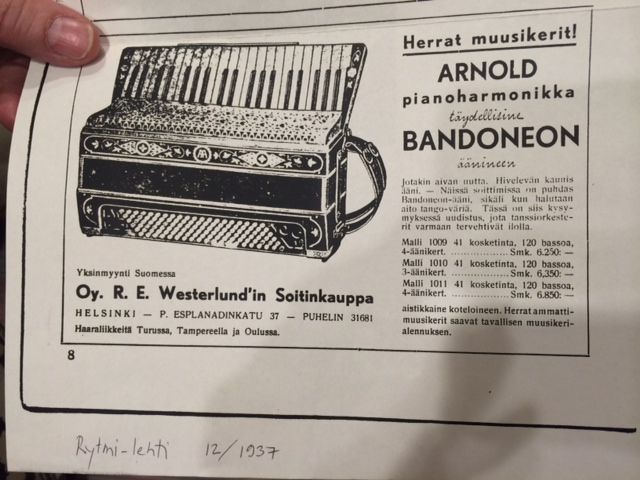 Herrat muusikerit!
ARNOLD
pianoharmonikka
täydellisine
BANDONEON
äänineen
Jotakin aivan uutta. Hivelevän kaunis
ääni. — Näissä soittimissa on puhdas
Bandoneon-ääni, sikäli kun halutaan
aito tango-väriä. Tässä on siis kysy-
myksessä uudistus, jota tanssiorkeste-
rit varmaan tervehtivät ilolla.
Malli 1009 41 kosketinta, 120 bassoa,
4-äänikert. .................. Smk. 6.250: —
Malli 1010 41 kosketinta, 120 bassoa,
3-äänikert. .................. Smk. 6,350: —
Malli 1011 41 kosketinta, 120 bassoa,
4-äänikert. .................. Smk. 6.850: —
aistikkaine koteloineen. Herrat ammatti-
muusikerit saavat tavallisen muusikeri-
alennuksen.
Yksinmyynti Suomessa
Oy. R. E. Westerlund'in Soitinkauppa
HELSINKI — P. ESPLANADINKATU 37 — PUHELIN 31681
Haaraliikkeitä Turussa, Tampereella ja Oulussa.
8
Rytmi-lehti 12/1937